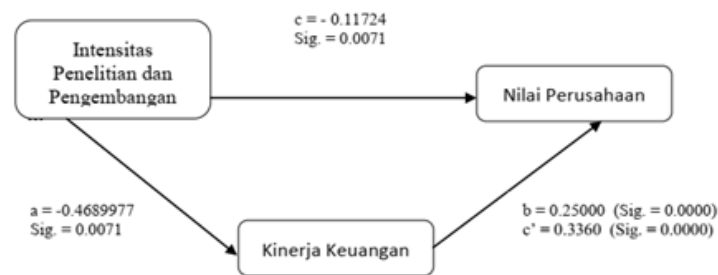 c = - 0.11724
Sig. = 0.0071
Intensitas
Penelitian dan
Pengembangan
Nilai Perusahaan
a = -0.4689977
Sig. = 0.0071
b = 0.25000 (Sig. = 0.0000)
c' = 0.3360 (Sig. = 0.0000)
Kinerja Keuangan